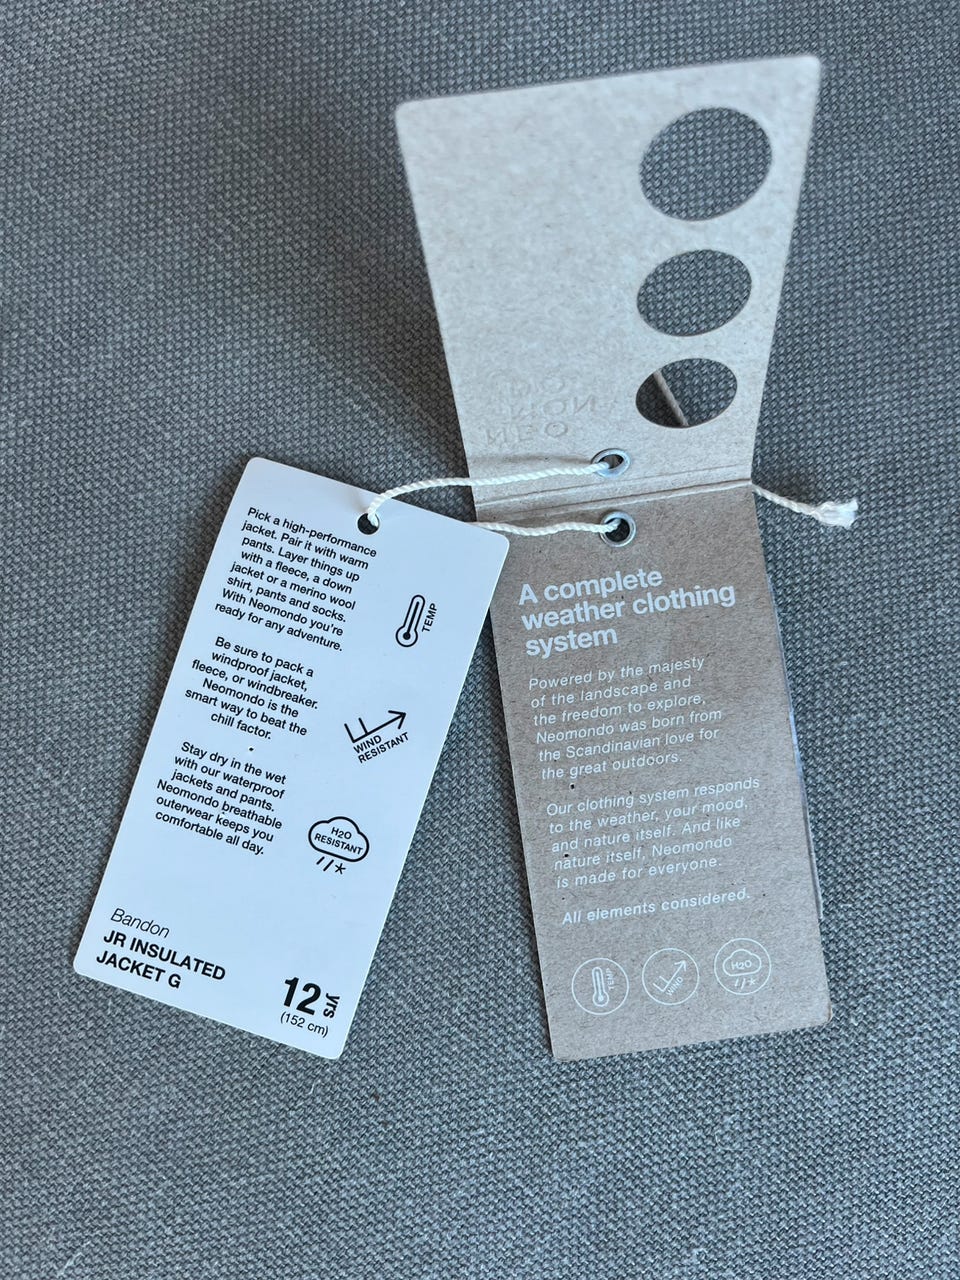 NEO
MON
DO
Pick a high-performance
jacket. Pair it with warm
pants. Layer things up
with a fleece, a down
jacket or a merino wool
shirt, pants and socks.
With Neomondo you're
ready for any adventure.
TEMP
Be sure to pack a
windproof jacket,
fleece, or windbreaker.
Neomondo is the
smart way to beat the
chill factor.
WIND
RESISTANT
Stay dry in the wet
with our waterproof
jackets and pants.
Neomondo breathable
outerwear keeps you
comfortable all day.
H2O
RESISTANT
Bandon
JR INSULATED
JACKET G
12 yrs
(152 cm)
A complete
weather clothing
system
Powered by the majesty
of the landscape and
the freedom to explore,
Neomondo was born from
the Scandinavian love for
the great outdoors.
Our clothing system responds
to the weather, your mood,
and nature itself. And like
nature itself, Neomondo
is made for everyone.
All elements considered.
TEMP
WIND
H2O